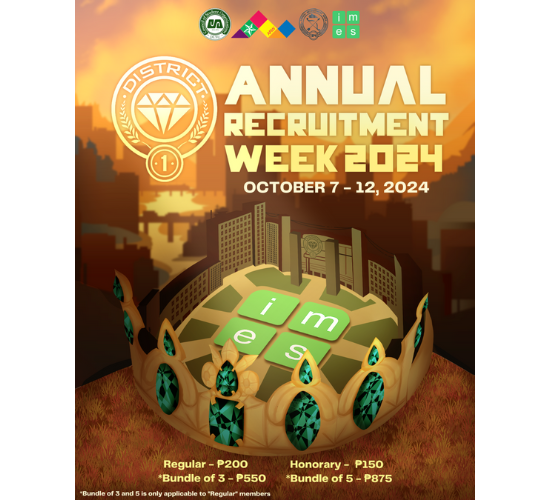 i m
e s
DISTRICT
1
ANNUAL
RECRUITMENT
WEEK 2024
OCTOBER 7 - 12, 2024
i m
e s
Regular - ₱200
*Bundle of 3 - ₱550
Honorary - ₱150
*Bundle of 5 - ₱875
*Bundle of 3 and 5 is only applicable to "Regular" members